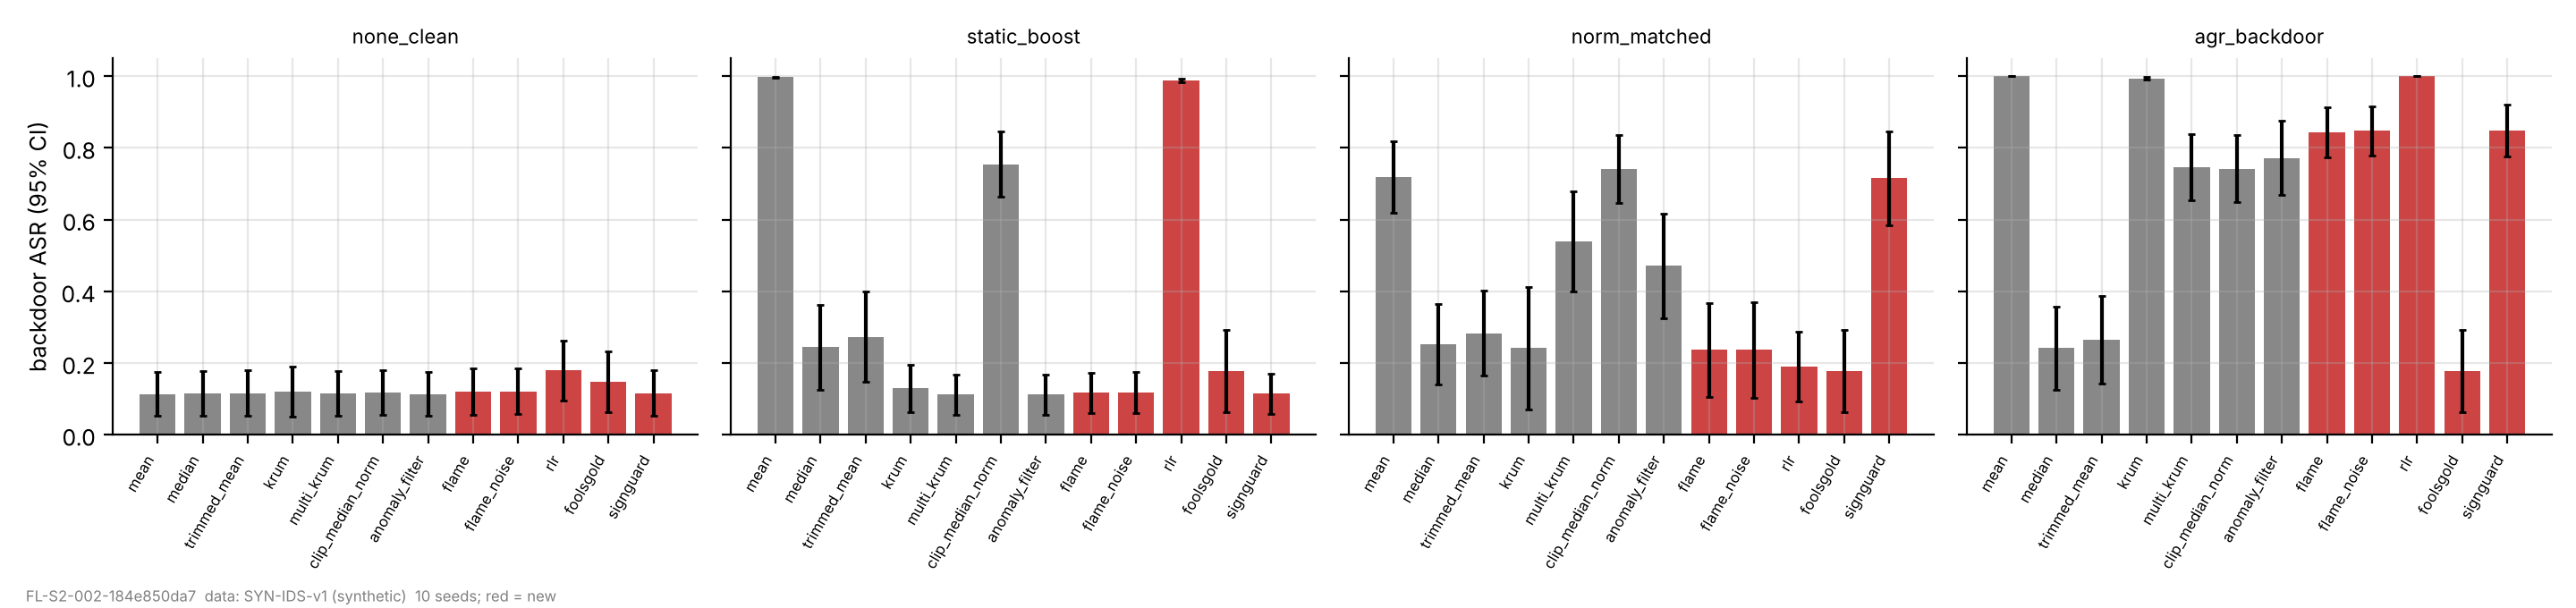 none_clean
static_boost
norm_matched
agr_backdoor
backdoor ASR (95% CI)
1.0
0.8
0.6
0.4
0.2
0.0
mean
median
trimmed_mean
krum
multi_krum
clip_median_norm
anomaly_filter
flame
flame_noise
rlr
foolsgold
signguard
mean
median
trimmed_mean
krum
multi_krum
clip_median_norm
anomaly_filter
flame
flame_noise
rlr
foolsgold
signguard
mean
median
trimmed_mean
krum
multi_krum
clip_median_norm
anomaly_filter
flame
flame_noise
rlr
foolsgold
signguard
mean
median
trimmed_mean
krum
multi_krum
clip_median_norm
anomaly_filter
flame
flame_noise
rlr
foolsgold
signguard
FL-S2-002-184e850da7 data: SYN-IDS-v1 (synthetic) 10 seeds; red = new